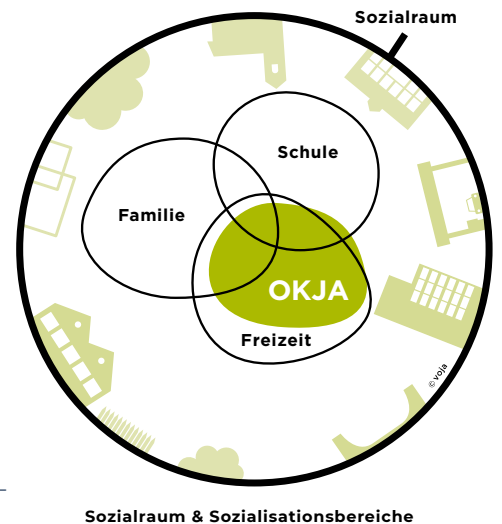 Sozialraum
Schule
Familie
OKJA
Freizeit
© voja
Sozialraum & Sozialisationsbereiche